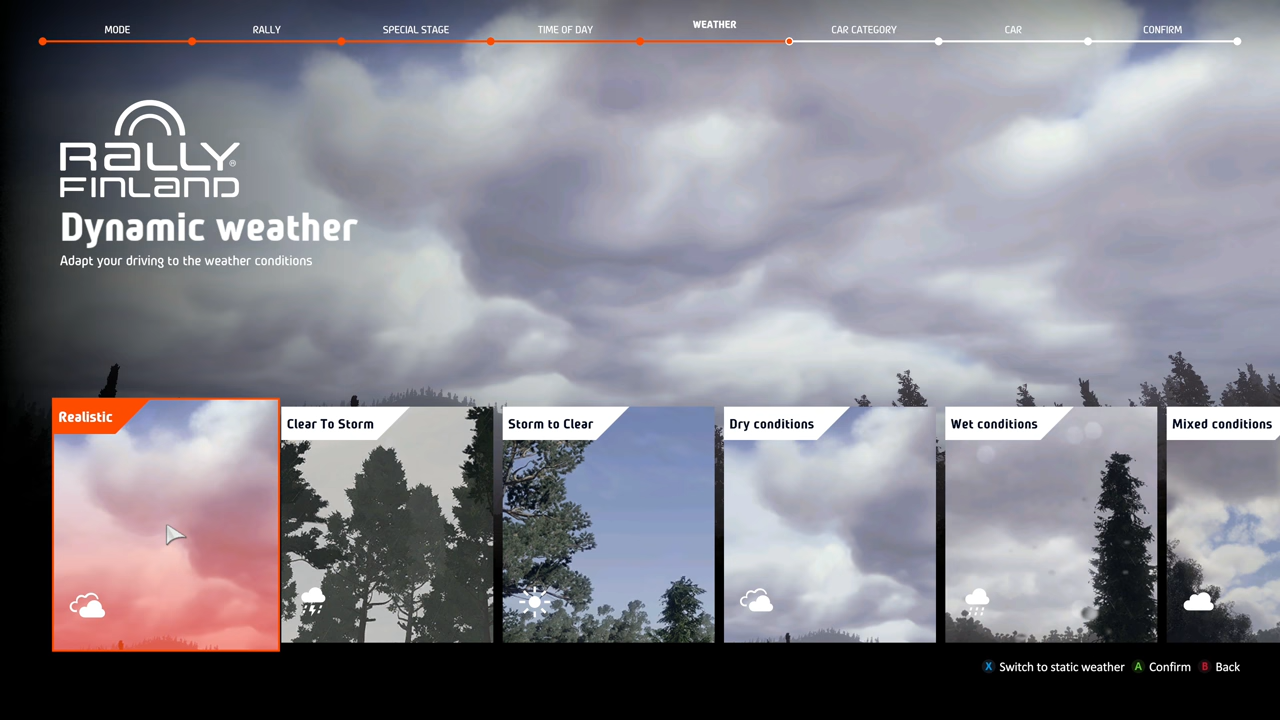 MODE
RALLY
SPECIAL STAGE
TIME OF DAY
WEATHER
CAR CATEGORY
CAR
CONFIRM
RALLY®
FINLAND
Dynamic weather
Adapt your driving to the weather conditions
Realistic
Clear To Storm
Storm to Clear
Dry conditions
Wet conditions
Mixed conditions
X Switch to static weather A Confirm B Back